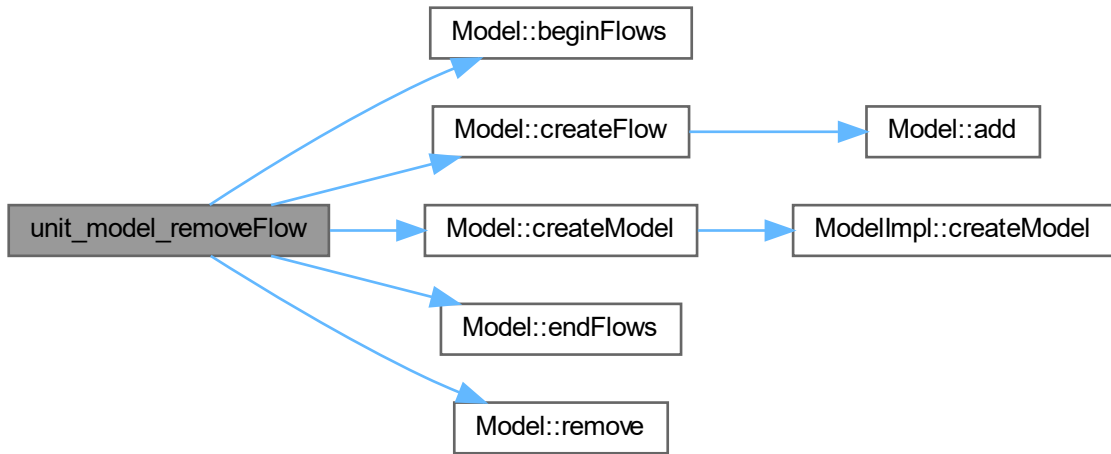 Model::beginFlows
Model::createFlow
Model::add
unit_model_removeFlow
Model::createModel
ModelImpl::createModel
Model::endFlows
Model::remove